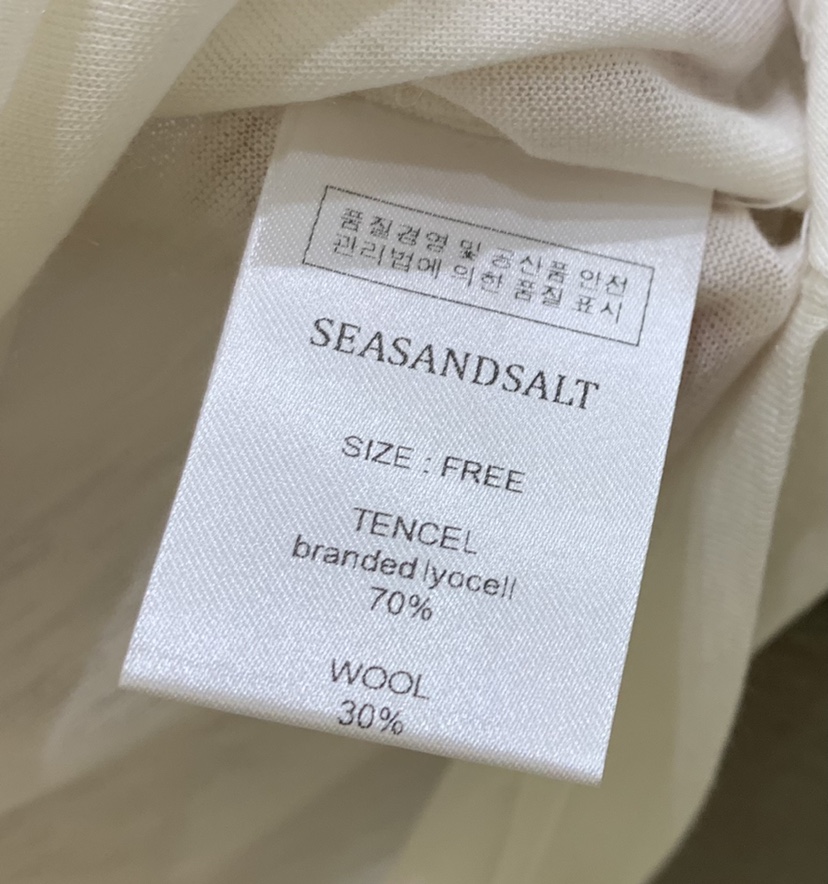 품질경영 및 공산품 안전
관리법에 의한 품질 표시
SEASANDSALT
SIZE : FREE
TENCEL
branded lyocell
70%
WOOL
30%